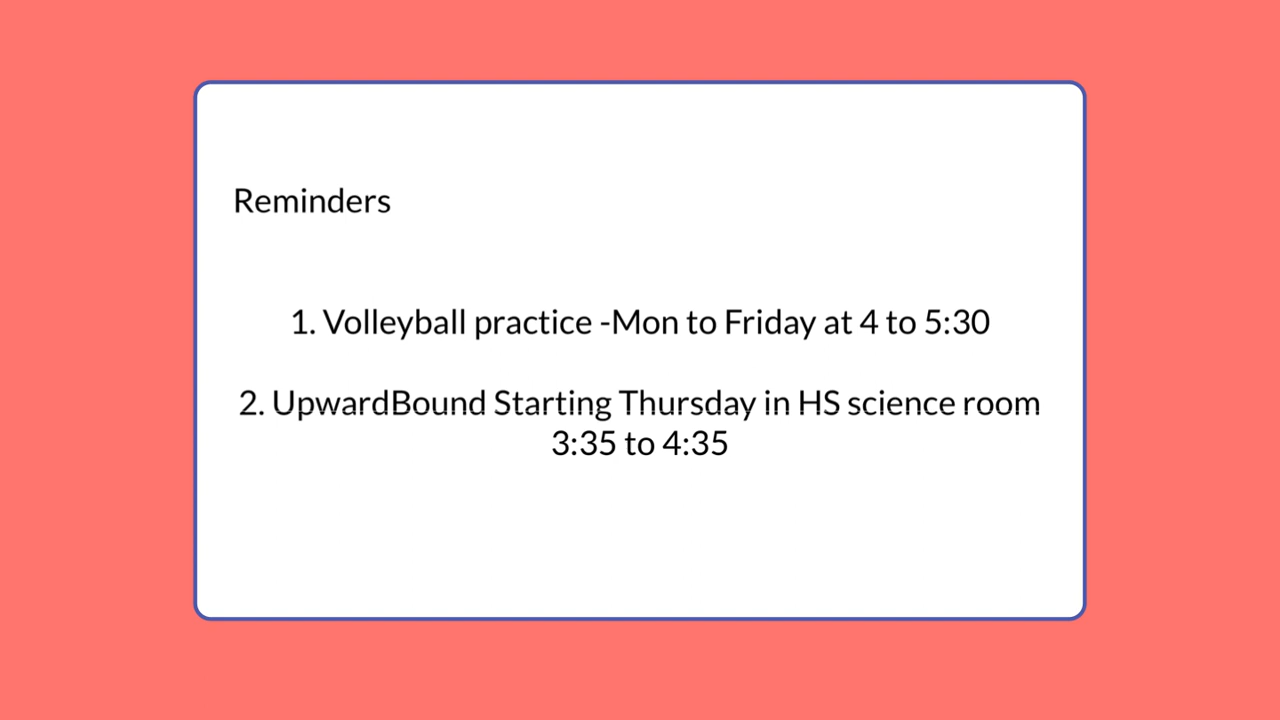 Reminders
1. Volleyball practice -Mon to Friday at 4 to 5:30
2. UpwardBound Starting Thursday in HS science room
3:35 to 4:35